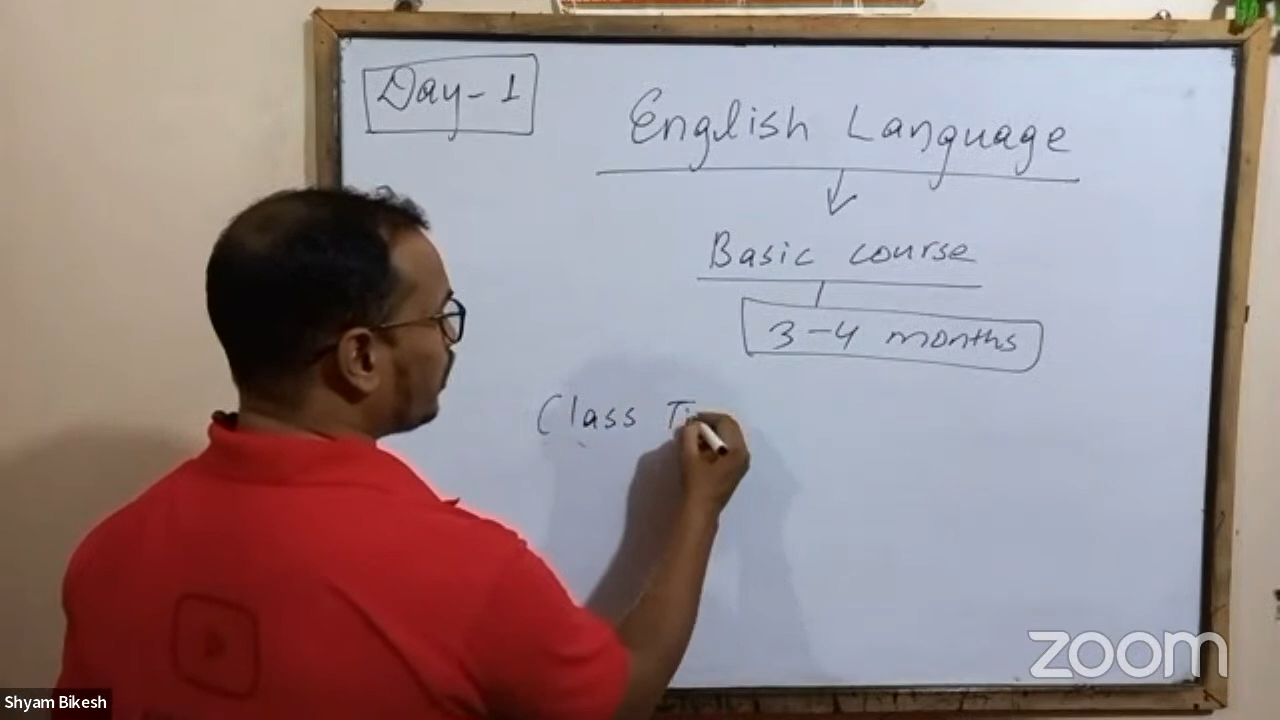 Day-1
English Language
Basic course
3-4 months
Class Ti
Shyam Bikesh
zoom